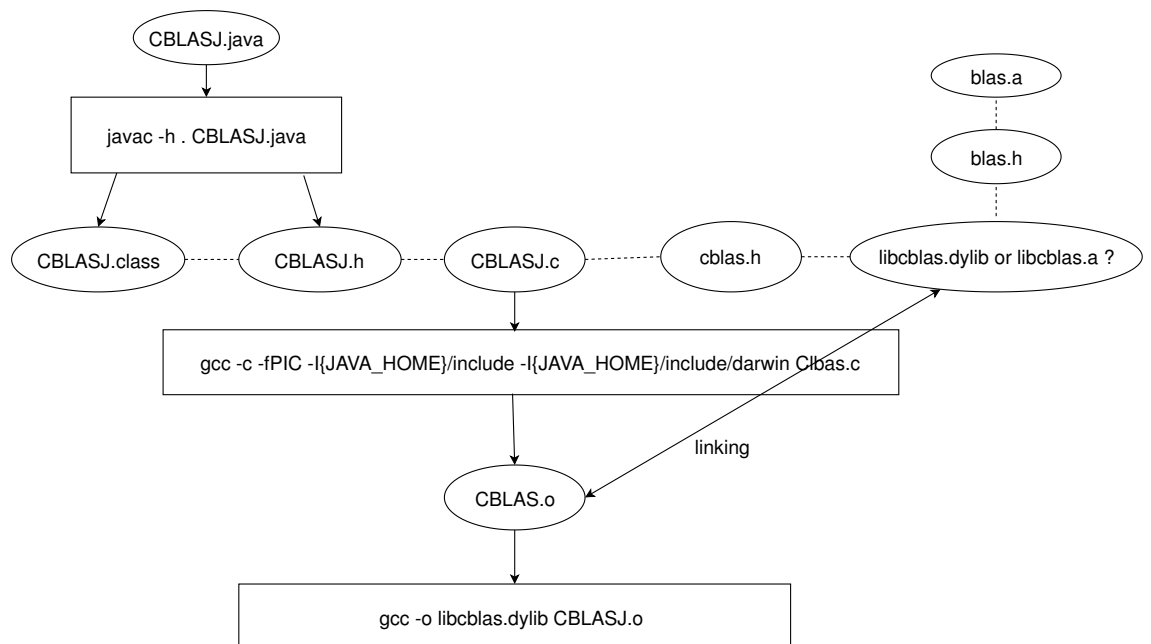 CBLASJ.java
blas.a
javac -h . CBLASJ.java
blas.h
CBLASJ.class
CBLASJ.h
CBLASJ.c
cblas.h
libcblas.dylib or libcblas.a ?
gcc -c -fPIC -I{JAVA_HOME}/include -I{JAVA_HOME}/include/darwin Clbas.c
linking
CBLAS.o
gcc -o libcblas.dylib CBLASJ.o